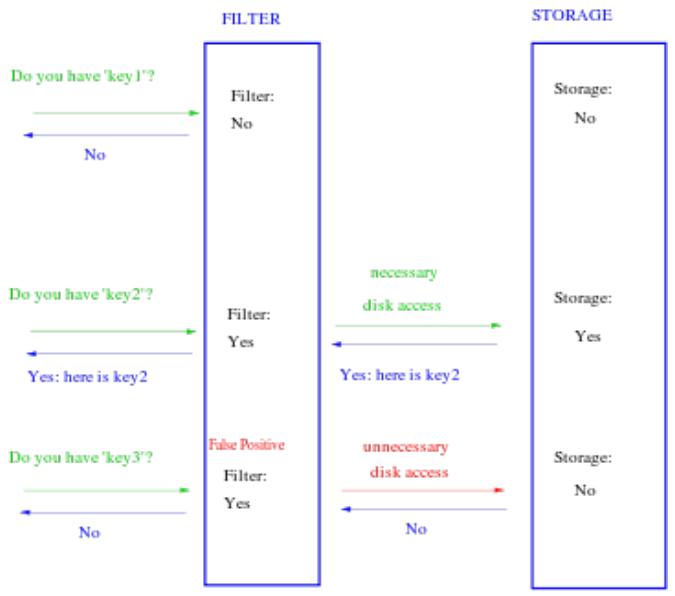 FILTER
STORAGE
Do you have 'key1'?
Filter:
No
Storage:
No
No
Do you have 'key2'?
Filter:
Yes
necessary
disk access
Storage:
Yes
Yes: here is key2
Yes: here is key2
Do you have 'key3'?
False Positive
Filter:
Yes
unnecessary
disk access
Storage:
No
No
No